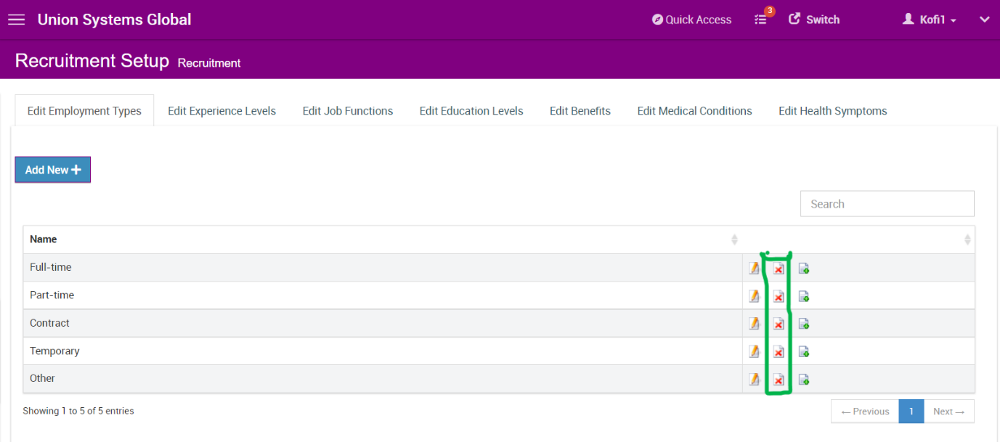 Union Systems Global Quick Access 3 Switch Kofi1
Recruitment Setup Recruitment
Edit Employment Types Edit Experience Levels Edit Job Functions Edit Education Levels Edit Benefits Edit Medical Conditions Edit Health Symptoms
Add New
Search
Name
Full-time
Part-time
Contract
Temporary
Other
Showing 1 to 5 of 5 entries ← Previous 1 Next →